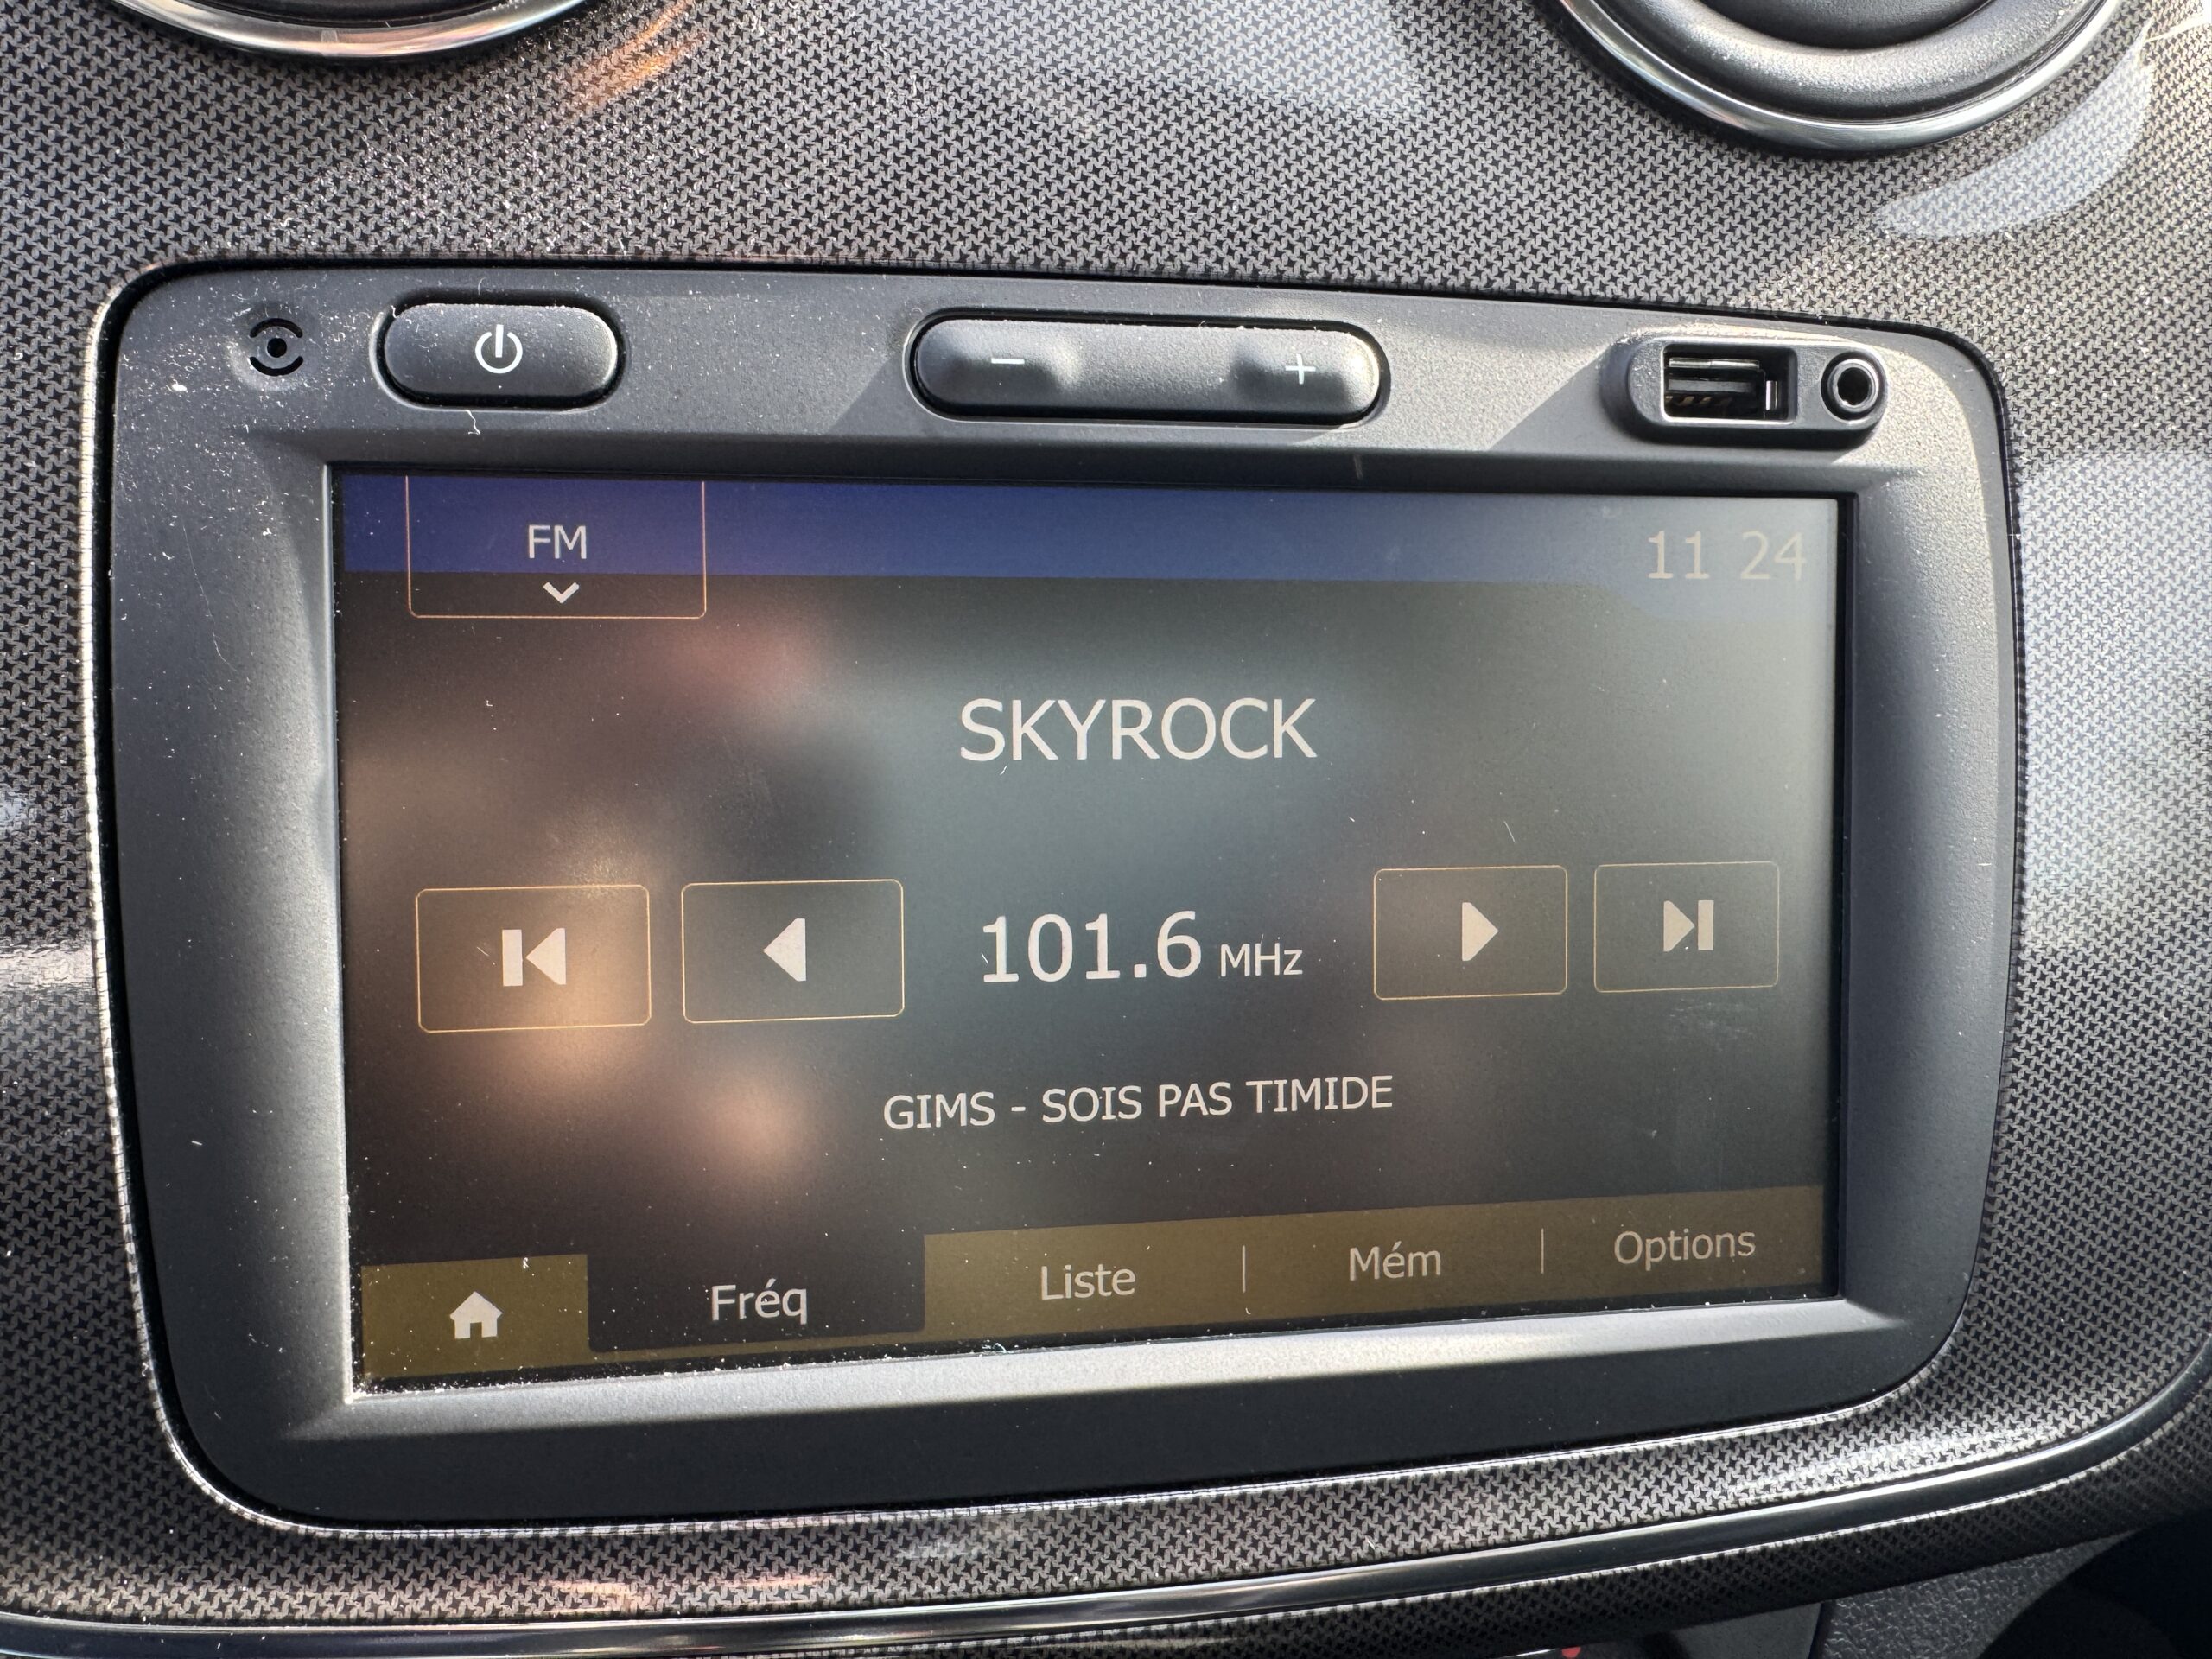 FM
11 24
SKYROCK
101.6 MHz
GIMS - SOIS PAS TIMIDE
Fréq
Liste
Mém
Options